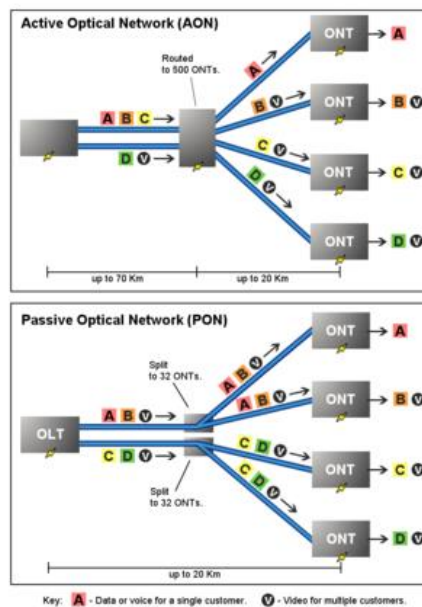 Active Optical Network (AON)
Routed
to 500 ONTs.
A B C
D V
A
B V
C V
D V
ONT
A
ONT
B V
ONT
C V
ONT
D V
up to 70 Km
up to 20 Km
Passive Optical Network (PON)
Split
to 32 ONTs.
OLT
A B V
C D V
A B V
A B V
C D V
C D V
Split
to 32 ONTs.
ONT
A
ONT
B V
ONT
C V
ONT
D V
up to 20 Km
Key: A - Data or voice for a single customer. V - Video for multiple customers.